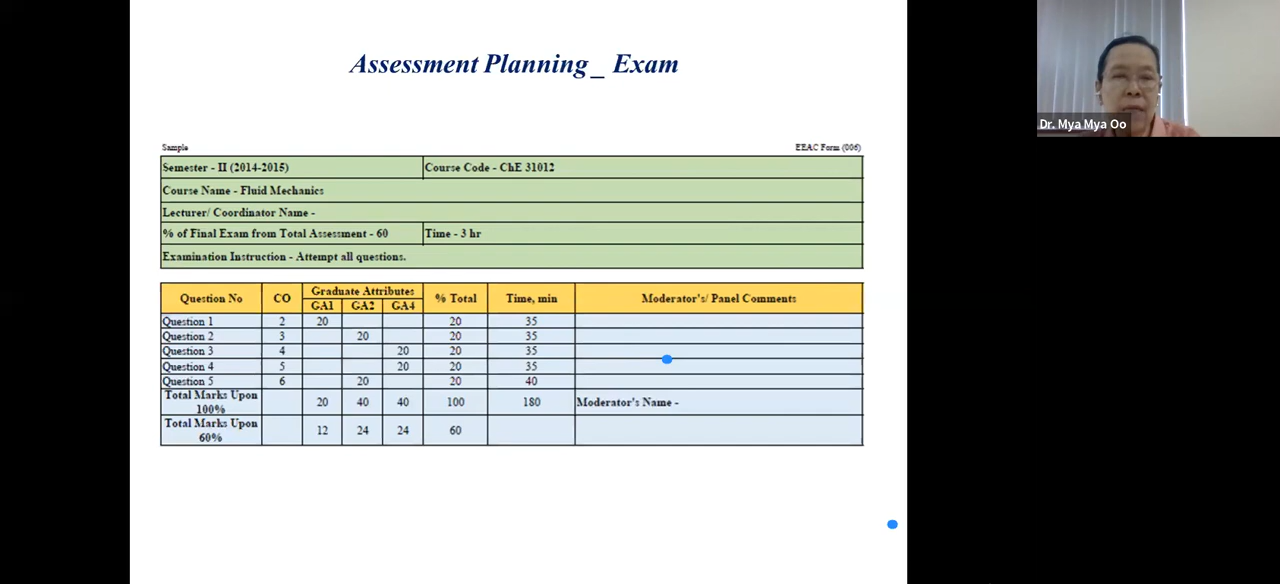 Assessment Planning _ Exam
Dr. Mya Mya Oo
Sample EEAC Form (006)
Semester - II (2014-2015) Course Code - ChE 31012
Course Name - Fluid Mechanics
Lecturer/ Coordinator Name -
% of Final Exam from Total Assessment - 60 Time - 3 hr
Examination Instruction - Attempt all questions.
Question No CO Graduate Attributes % Total Time, min Moderator's/ Panel Comments
GA1 GA2 GA4
Question 1 2 20 20 35
Question 2 3 20 20 35
Question 3 4 20 20 35
Question 4 5 20 20 35
Question 5 6 20 20 40
Total Marks Upon 100% 20 40 40 100 180 Moderator's Name -
Total Marks Upon 60% 12 24 24 60